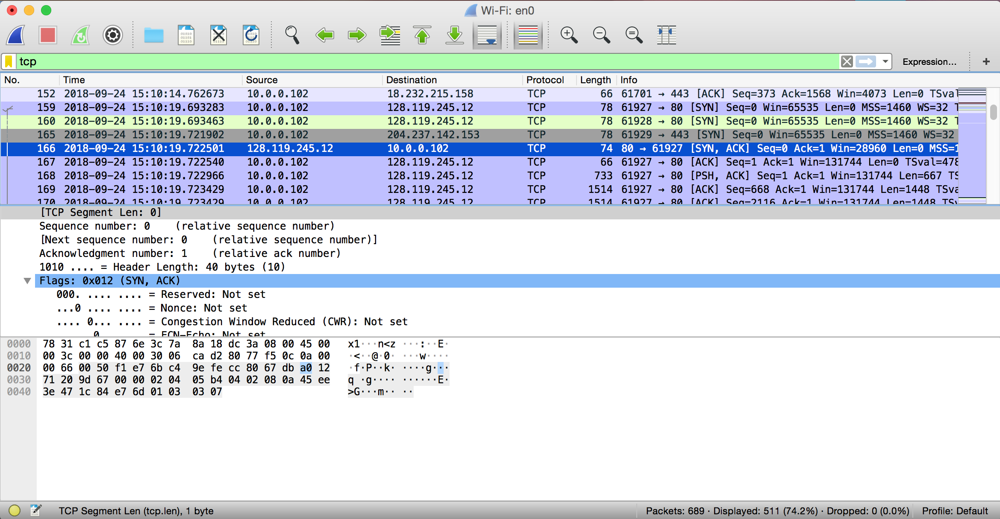 Wi-Fi: en0
tcp
Expression... +
No. Time Source Destination Protocol Length Info
152 2018-09-24 15:10:14.762673 10.0.0.102 18.232.215.158 TCP 66 61701 → 443 [ACK] Seq=373 Ack=1568 Win=4073 Len=0 TSval
159 2018-09-24 15:10:19.693283 10.0.0.102 128.119.245.12 TCP 78 61927 → 80 [SYN] Seq=0 Win=65535 Len=0 MSS=1460 WS=32 T
160 2018-09-24 15:10:19.693463 10.0.0.102 128.119.245.12 TCP 78 61928 → 80 [SYN] Seq=0 Win=65535 Len=0 MSS=1460 WS=32 T
165 2018-09-24 15:10:19.721902 10.0.0.102 204.237.142.153 TCP 78 61929 → 443 [SYN] Seq=0 Win=65535 Len=0 MSS=1460 WS=32
166 2018-09-24 15:10:19.722501 128.119.245.12 10.0.0.102 TCP 74 80 → 61927 [SYN, ACK] Seq=0 Ack=1 Win=28960 Len=0 MSS=1
167 2018-09-24 15:10:19.722540 10.0.0.102 128.119.245.12 TCP 66 61927 → 80 [ACK] Seq=1 Ack=1 Win=131744 Len=0 TSval=478
168 2018-09-24 15:10:19.722966 10.0.0.102 128.119.245.12 TCP 733 61927 → 80 [PSH, ACK] Seq=1 Ack=1 Win=131744 Len=667 TS
169 2018-09-24 15:10:19.723429 10.0.0.102 128.119.245.12 TCP 1514 61927 → 80 [ACK] Seq=668 Ack=1 Win=131744 Len=1448 TSva
170 2018-09-24 15:10:19.723429 10.0.0.102 128.119.245.12 TCP 1514 61927 → 80 [ACK] Seq=2116 Ack=1 Win=131744 Len=1448 TSv
[TCP Segment Len: 0]
Sequence number: 0 (relative sequence number)
[Next sequence number: 0 (relative sequence number)]
Acknowledgment number: 1 (relative ack number)
1010 .... = Header Length: 40 bytes (10)
Flags: 0x012 (SYN, ACK)
000. .... .... = Reserved: Not set
...0 .... .... = Nonce: Not set
.... 0... .... = Congestion Window Reduced (CWR): Not set
0 = ECN-Echo: Not set
0000 78 31 c1 c5 87 6e 3c 7a 8a 18 dc 3a 08 00 45 00 x1···n<z ···:··E·
0010 00 3c 00 00 40 00 30 06 ca d2 80 77 f5 0c 0a 00 ·<··@·0· ···w····
0020 00 66 00 50 f1 e7 6b c4 9e fe cc 80 67 db a0 12 ·f·P··k· ····g···
0030 71 20 9d 67 00 00 02 04 05 b4 04 02 08 0a 45 ee q ·g···· ······E·
0040 3e 47 1c 84 e7 6d 01 03 03 07 >G···m·· ··
TCP Segment Len (tcp.len), 1 byte
Packets: 689 · Displayed: 511 (74.2%) · Dropped: 0 (0.0%)
Profile: Default